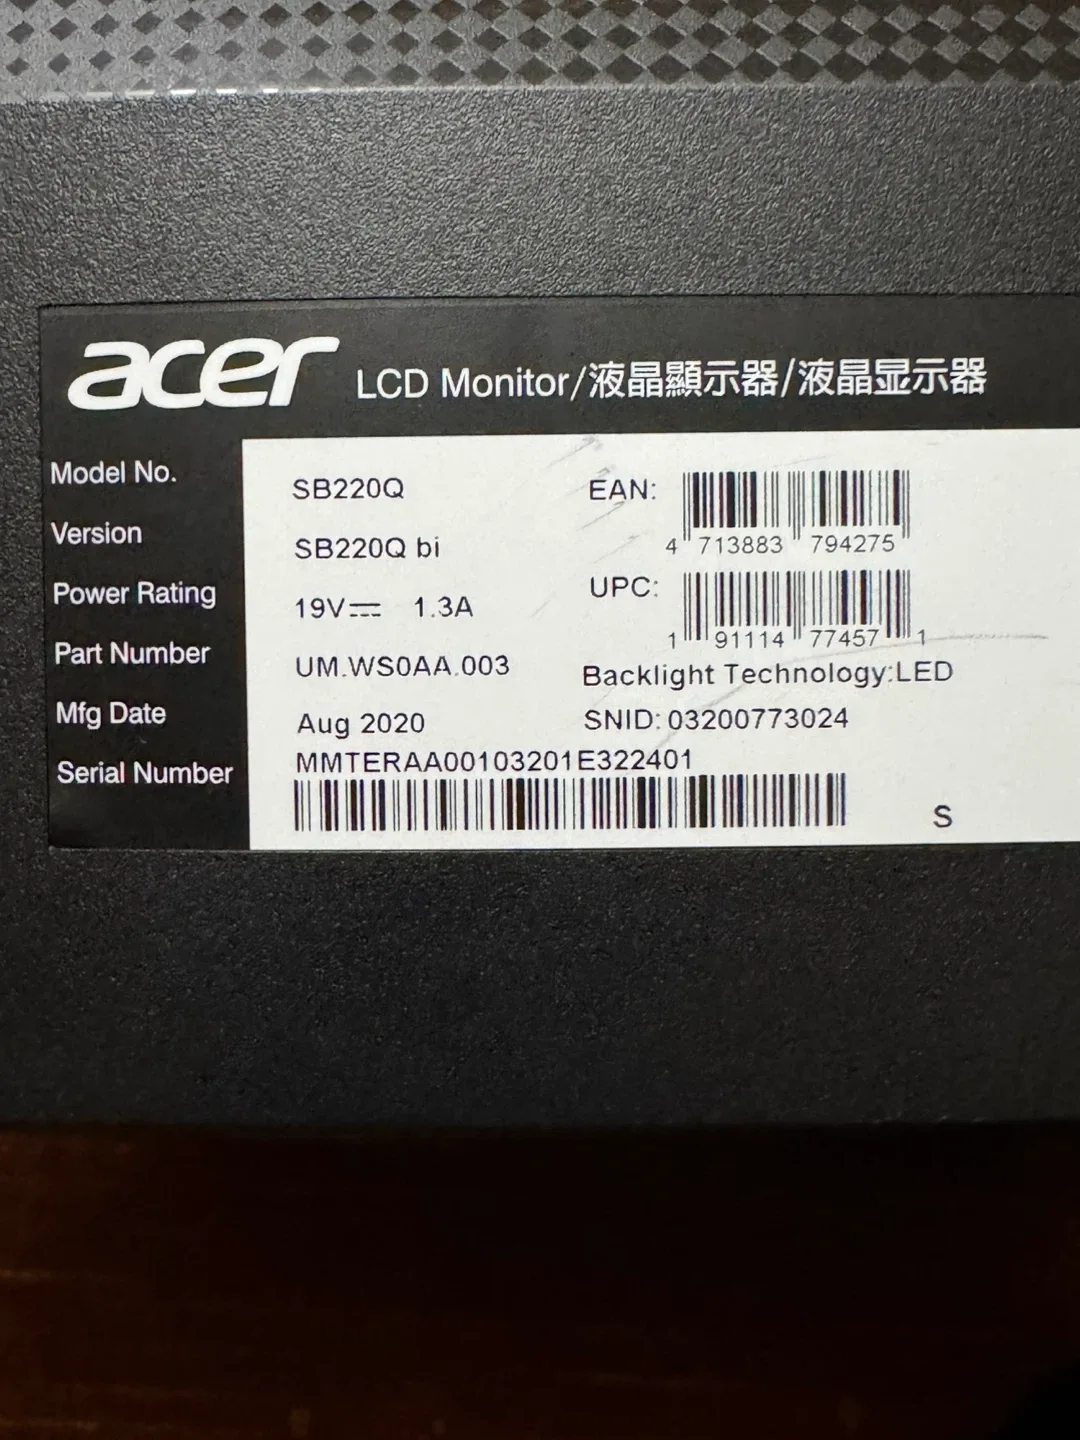 acer LCD Monitor/液晶顯示器/液晶显示器
Model No. SB220Q
Version SB220Q bi
Power Rating 19V⎓ 1.3A
Part Number UM.WS0AA.003
Mfg Date Aug 2020
Serial Number MMTERAA00103201E322401
EAN:
4 713883 794275
UPC:
1 91114 77457 1
Backlight Technology:LED
SNID:03200773024
S